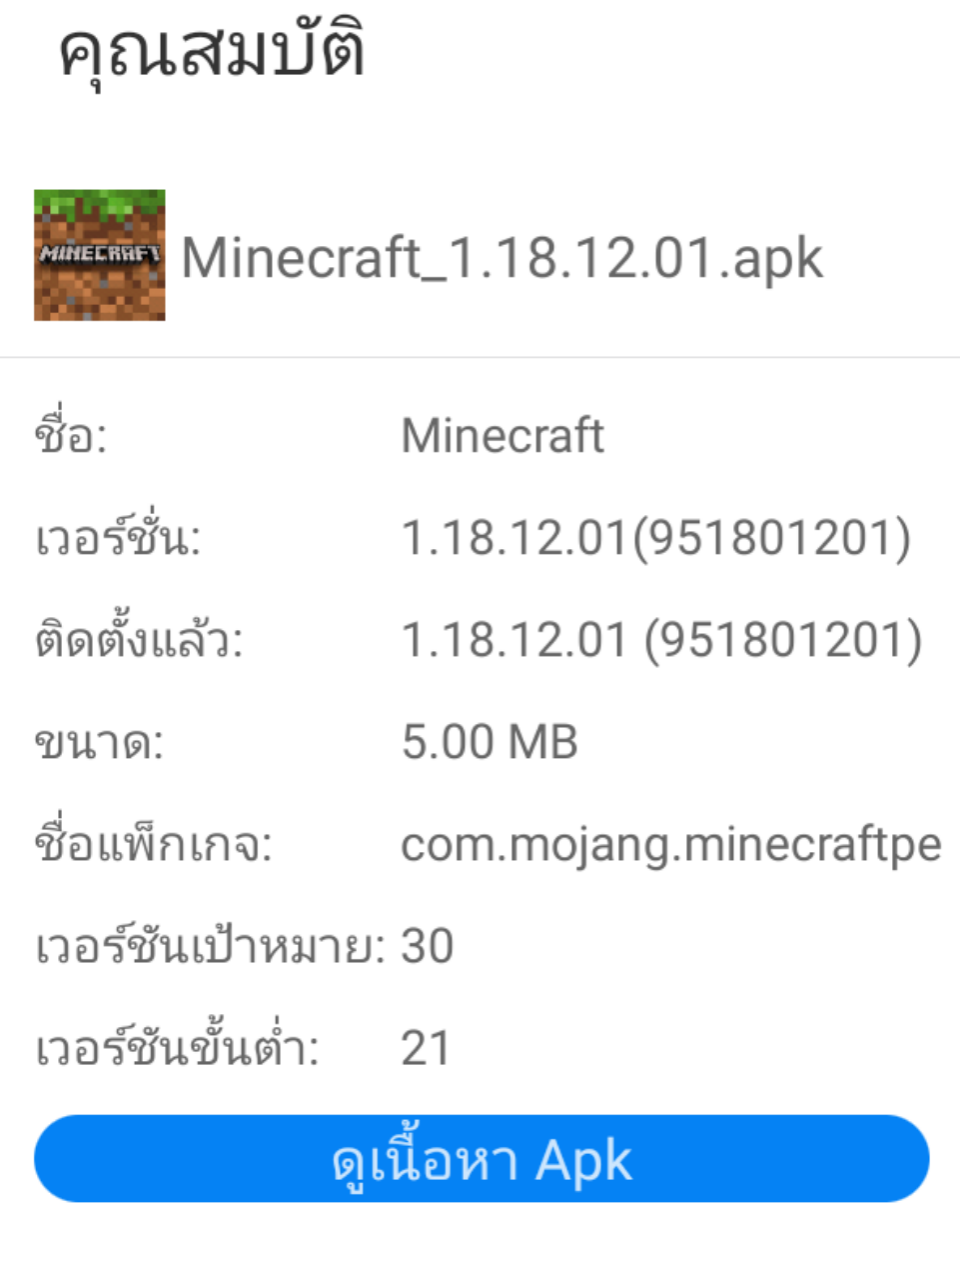 คุณสมบัติ
MINECRAFT
Minecraft_1.18.12.01.apk
ชื่อ: Minecraft
เวอร์ชั่น: 1.18.12.01(951801201)
ติดตั้งแล้ว: 1.18.12.01 (951801201)
ขนาด: 5.00 MB
ชื่อแพ็กเกจ: com.mojang.minecraftpe
เวอร์ชันเป้าหมาย: 30
เวอร์ชันขั้นต่ำ: 21
ดูเนื้อหา Apk